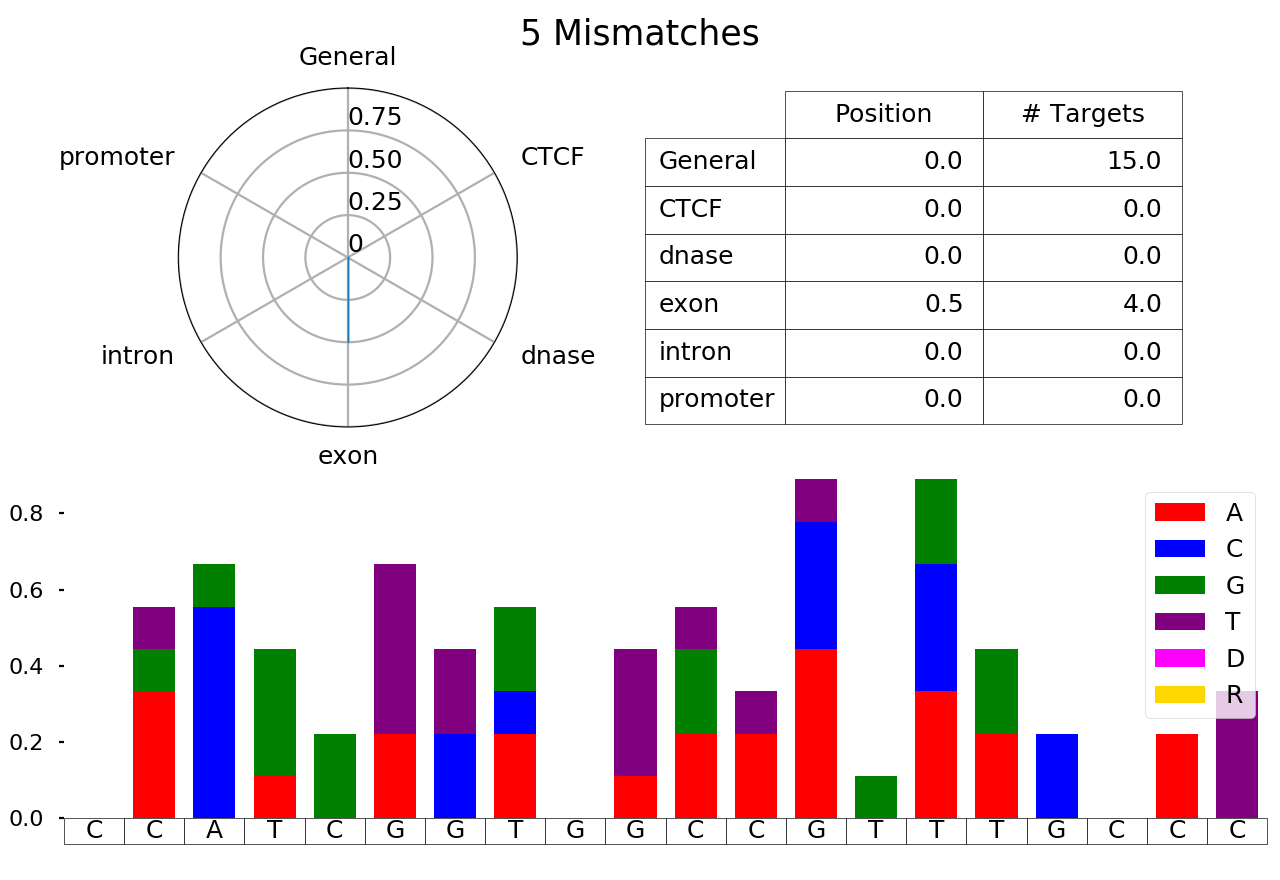 5 Mismatches
General
promoter
CTCF
0.75
0.50
0.25
0
intron
dnase
exon
Position # Targets
General 0.0 15.0
CTCF 0.0 0.0
dnase 0.0 0.0
exon 0.5 4.0
intron 0.0 0.0
promoter 0.0 0.0
0.8
0.6
0.4
0.2
0.0
A
C
G
T
D
R
C C A T C G G T G G C C G T T T G C C C